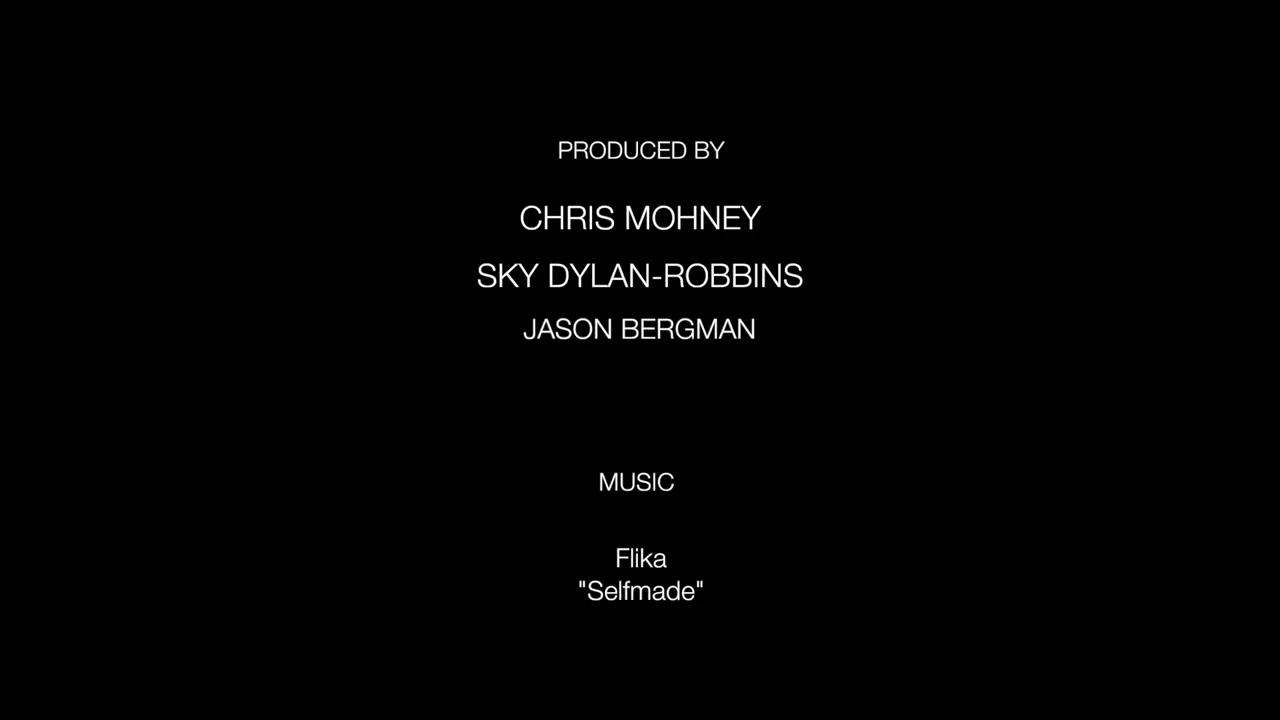 PRODUCED BY
CHRIS MOHNEY
SKY DYLAN-ROBBINS
JASON BERGMAN
MUSIC
Flika
"Selfmade"